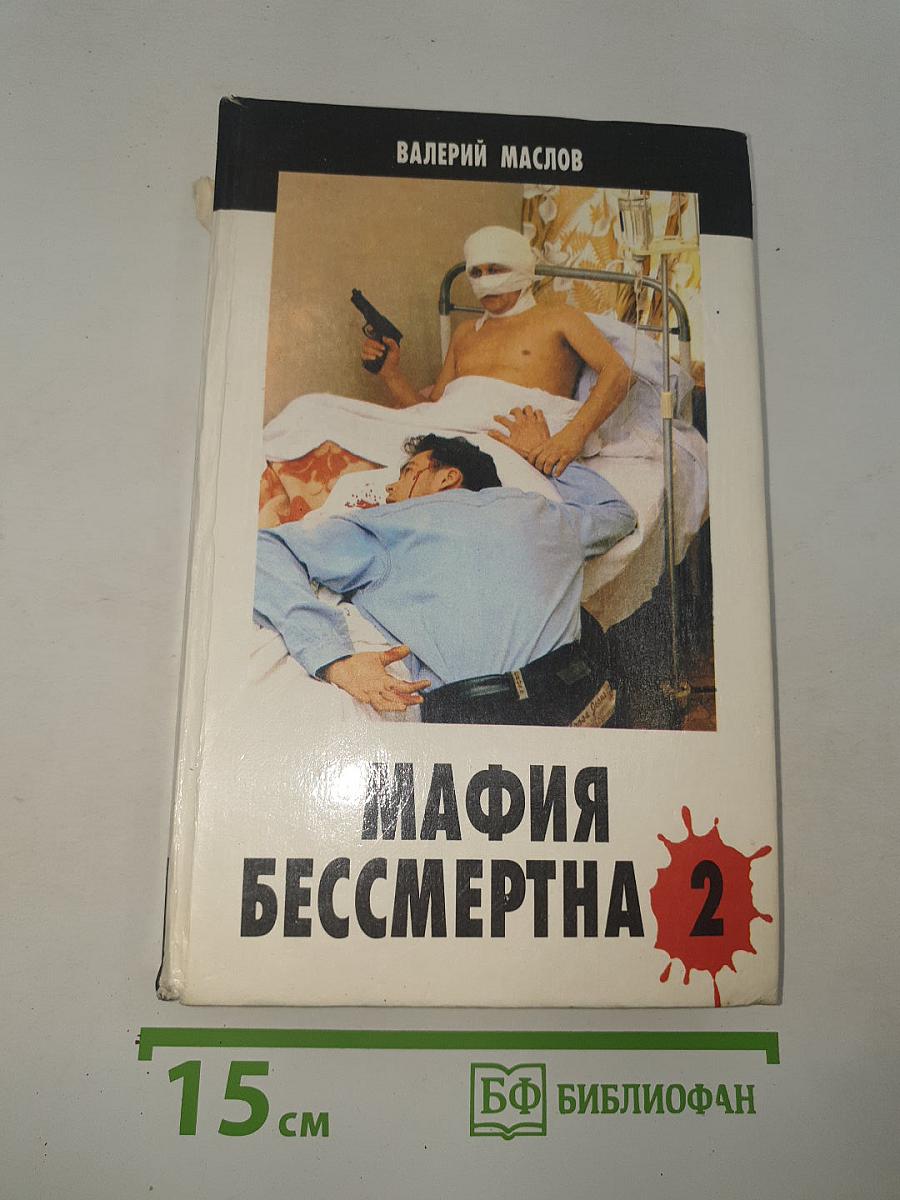 ВАЛЕРИЙ МАСЛОВ
МАФИЯ
БЕССМЕРТНА 2
15 см
БФ БИБЛИОФАН